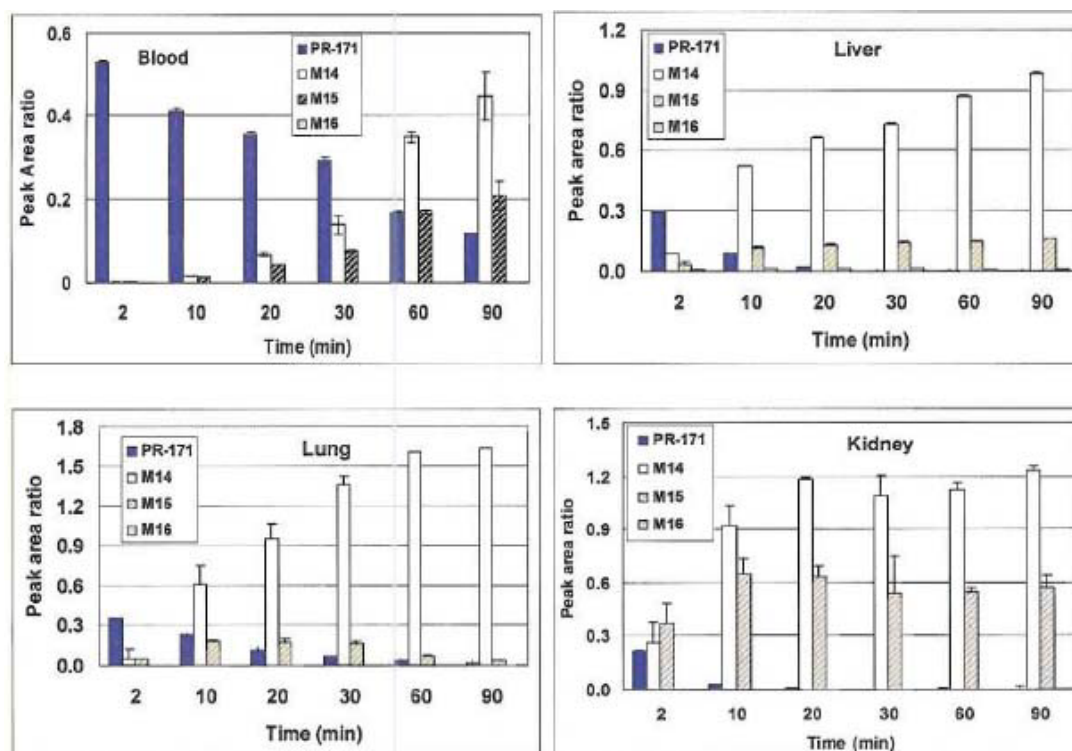 Blood
PR-171
M14
M15
M16
Peak Area ratio
0.6
0.4
0.2
0
2 10 20 30 60 90
Time (min)
Liver
PR-171
M14
M15
M16
Peak area ratio
1.2
0.9
0.6
0.3
0.0
2 10 20 30 60 90
Time (min)
Lung
PR-171
M14
M15
M16
Peak area ratio
1.8
1.5
1.2
0.9
0.6
0.3
0.0
2 10 20 30 60 90
Time (min)
Kidney
PR-171
M14
M15
M16
Peak area ratio
1.5
1.2
0.9
0.6
0.3
0.0
2 10 20 30 60 90
Time (min)